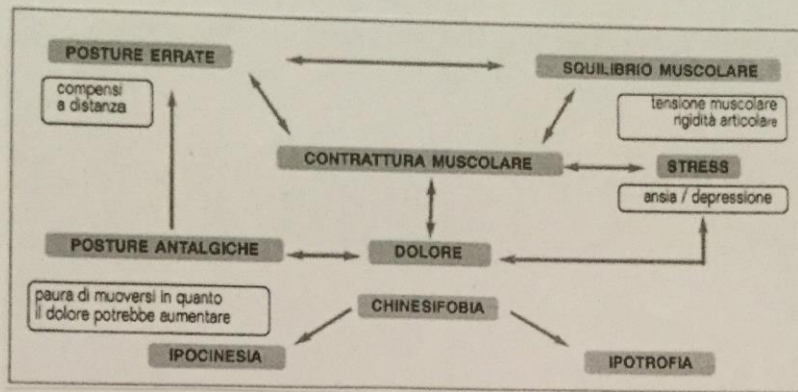 POSTURE ERRATE
SQUILIBRIO MUSCOLARE
compensi
a distanza
tensione muscolare
rigidità articolare
CONTRATTURA MUSCOLARE
STRESS
ansia / depressione
POSTURE ANTALGICHE
DOLORE
paura di muoversi in quanto
il dolore potrebbe aumentare
CHINESIFOBIA
IPOCINESIA
IPOTROFIA